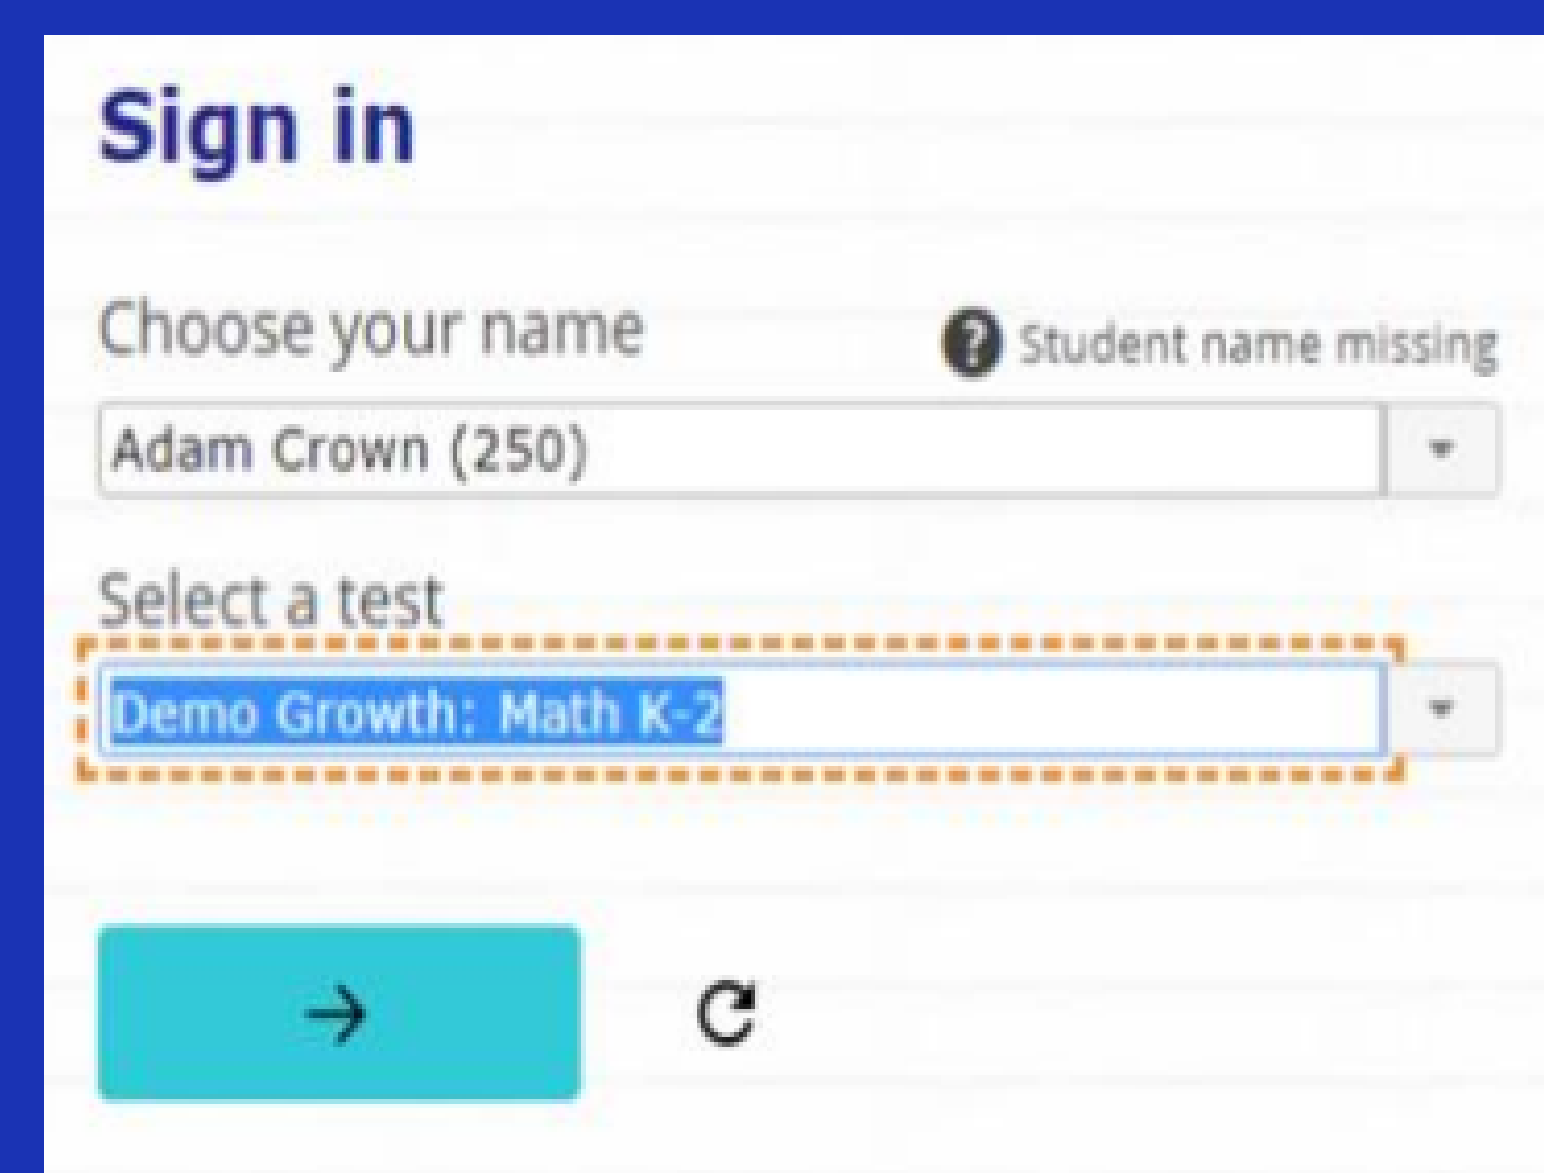 Sign in
Choose your name
Student name missing
Adam Crown (250)
Select a test
Demo Growth: Math K-2